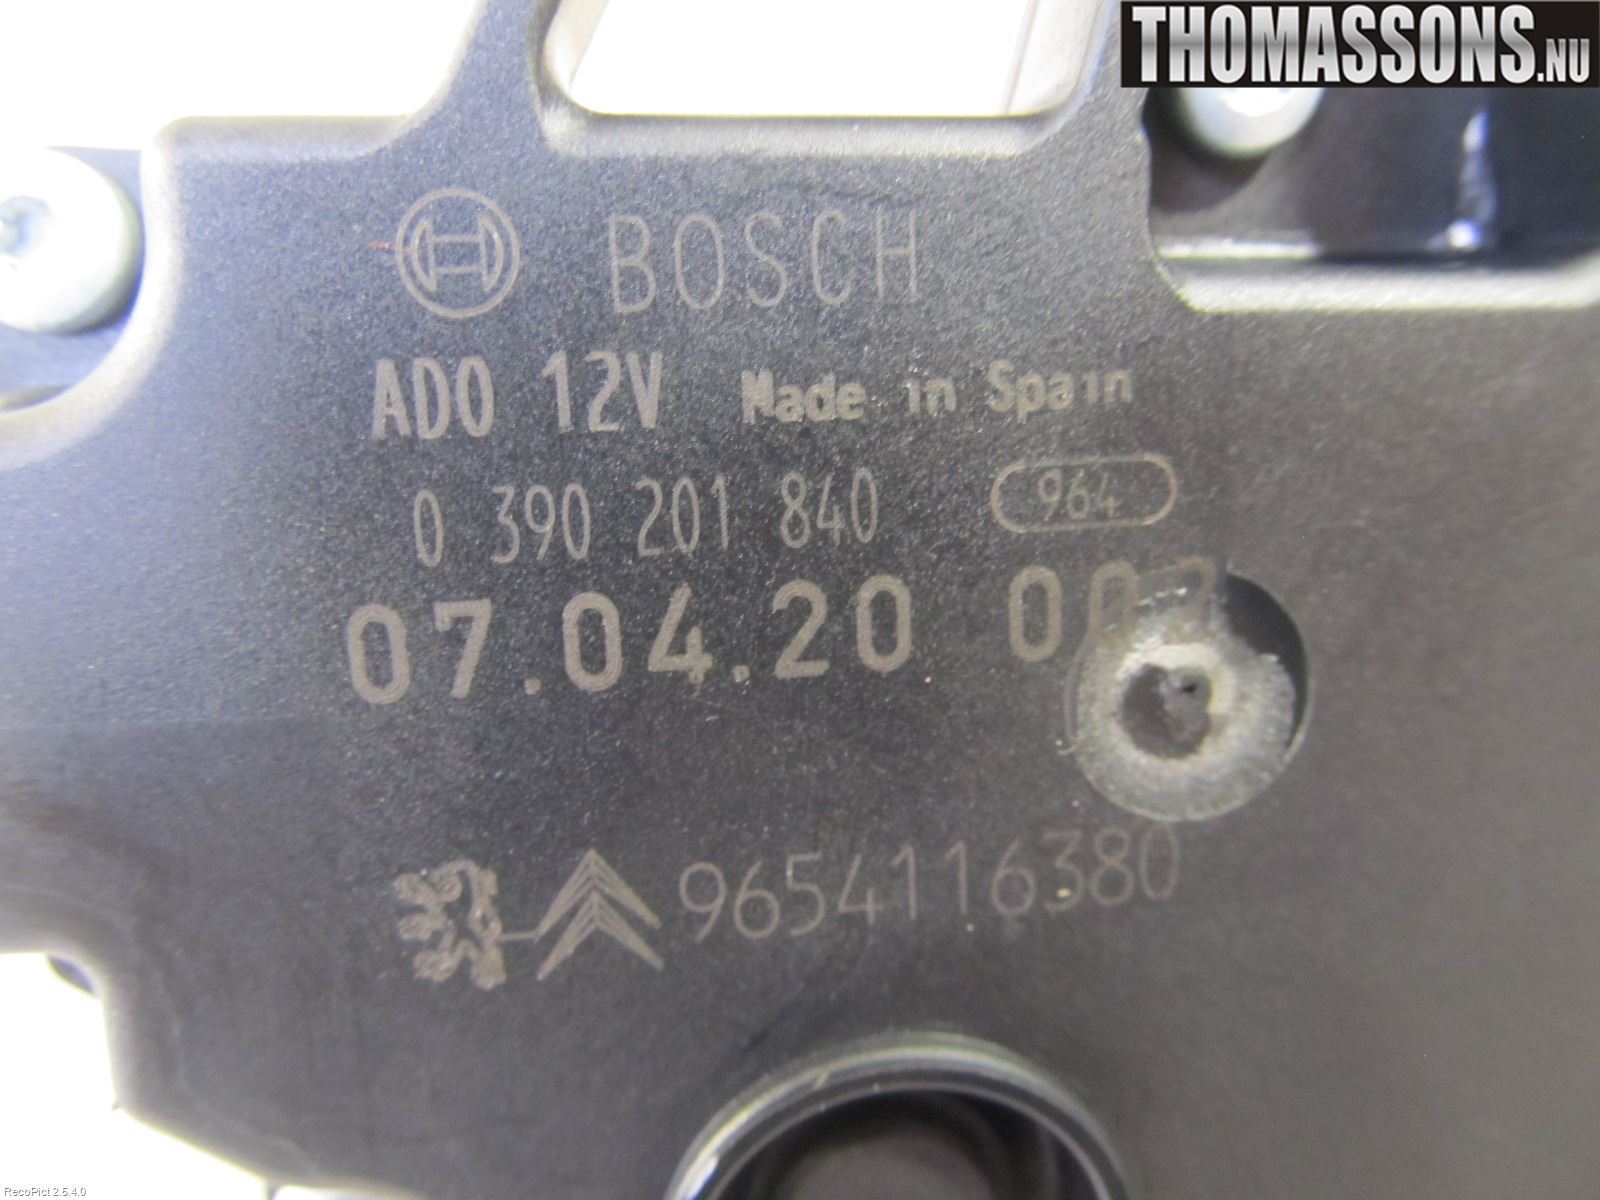 THOMASSONS.NU
BOSCH
AD0 12V Made in Spain
0 390 201 840 964
07.04.20
9654116380
RecoPict 2.5.4.0